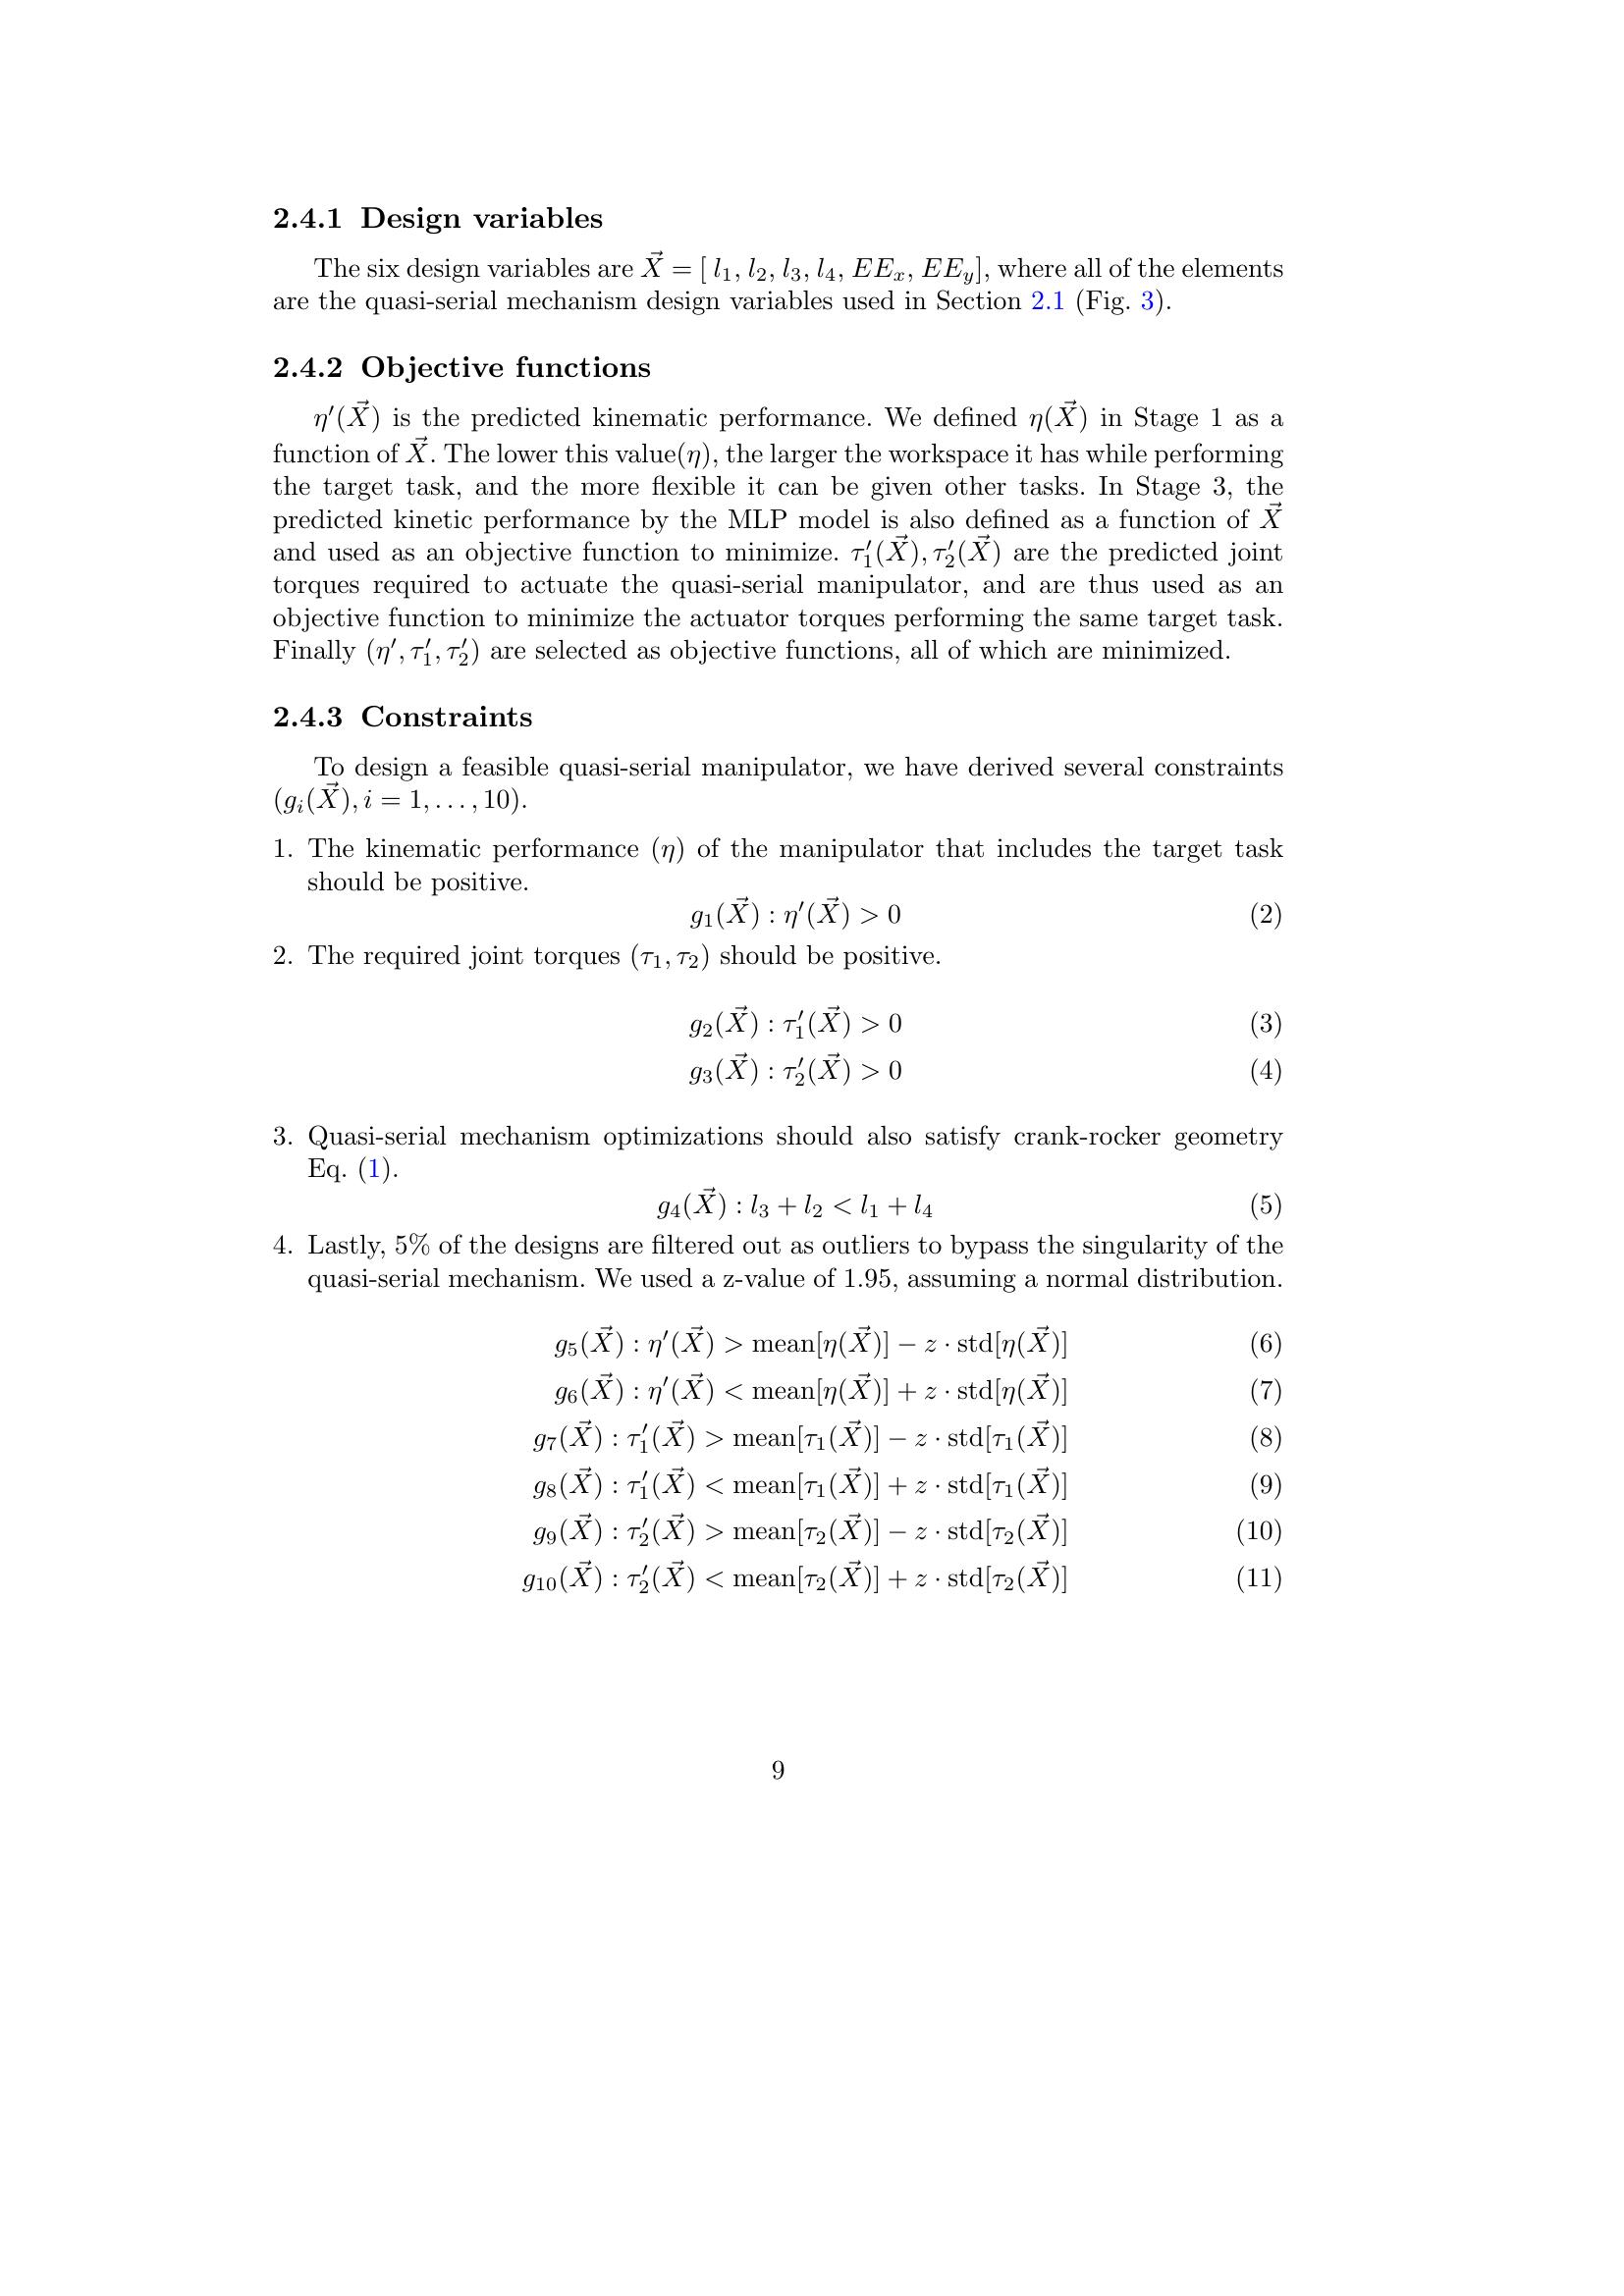 2.4.1 Design variables
The six design variables are $\vec{X} = [\, l_1, l_2, l_3, l_4, EE_x, EE_y]$, where all of the elements
are the quasi-serial mechanism design variables used in Section 2.1 (Fig. 3).
2.4.2 Objective functions
$\eta'(\vec{X})$ is the predicted kinematic performance. We defined $\eta(\vec{X})$ in Stage 1 as a
function of $\vec{X}$. The lower this value($\eta$), the larger the workspace it has while performing
the target task, and the more flexible it can be given other tasks. In Stage 3, the
predicted kinetic performance by the MLP model is also defined as a function of $\vec{X}$
and used as an objective function to minimize. $\tau_1'(\vec{X}), \tau_2'(\vec{X})$ are the predicted joint
torques required to actuate the quasi-serial manipulator, and are thus used as an
objective function to minimize the actuator torques performing the same target task.
Finally $(\eta', \tau_1', \tau_2')$ are selected as objective functions, all of which are minimized.
2.4.3 Constraints
To design a feasible quasi-serial manipulator, we have derived several constraints
$(g_i(\vec{X}), i = 1, \ldots, 10)$.
1. The kinematic performance ($\eta$) of the manipulator that includes the target task
should be positive.
$g_1(\vec{X}) : \eta'(\vec{X}) > 0$ (2)
2. The required joint torques $(\tau_1, \tau_2)$ should be positive.
$g_2(\vec{X}) : \tau_1'(\vec{X}) > 0$ (3)
$g_3(\vec{X}) : \tau_2'(\vec{X}) > 0$ (4)
3. Quasi-serial mechanism optimizations should also satisfy crank-rocker geometry
Eq. (1).
$g_4(\vec{X}) : l_3 + l_2 < l_1 + l_4$ (5)
4. Lastly, 5% of the designs are filtered out as outliers to bypass the singularity of the
quasi-serial mechanism. We used a z-value of 1.95, assuming a normal distribution.
$g_5(\vec{X}) : \eta'(\vec{X}) > \text{mean}[\eta(\vec{X})] - z \cdot \text{std}[\eta(\vec{X})]$ (6)
$g_6(\vec{X}) : \eta'(\vec{X}) < \text{mean}[\eta(\vec{X})] + z \cdot \text{std}[\eta(\vec{X})]$ (7)
$g_7(\vec{X}) : \tau_1'(\vec{X}) > \text{mean}[\tau_1(\vec{X})] - z \cdot \text{std}[\tau_1(\vec{X})]$ (8)
$g_8(\vec{X}) : \tau_1'(\vec{X}) < \text{mean}[\tau_1(\vec{X})] + z \cdot \text{std}[\tau_1(\vec{X})]$ (9)
$g_9(\vec{X}) : \tau_2'(\vec{X}) > \text{mean}[\tau_2(\vec{X})] - z \cdot \text{std}[\tau_2(\vec{X})]$ (10)
$g_{10}(\vec{X}) : \tau_2'(\vec{X}) < \text{mean}[\tau_2(\vec{X})] + z \cdot \text{std}[\tau_2(\vec{X})]$ (11)
9